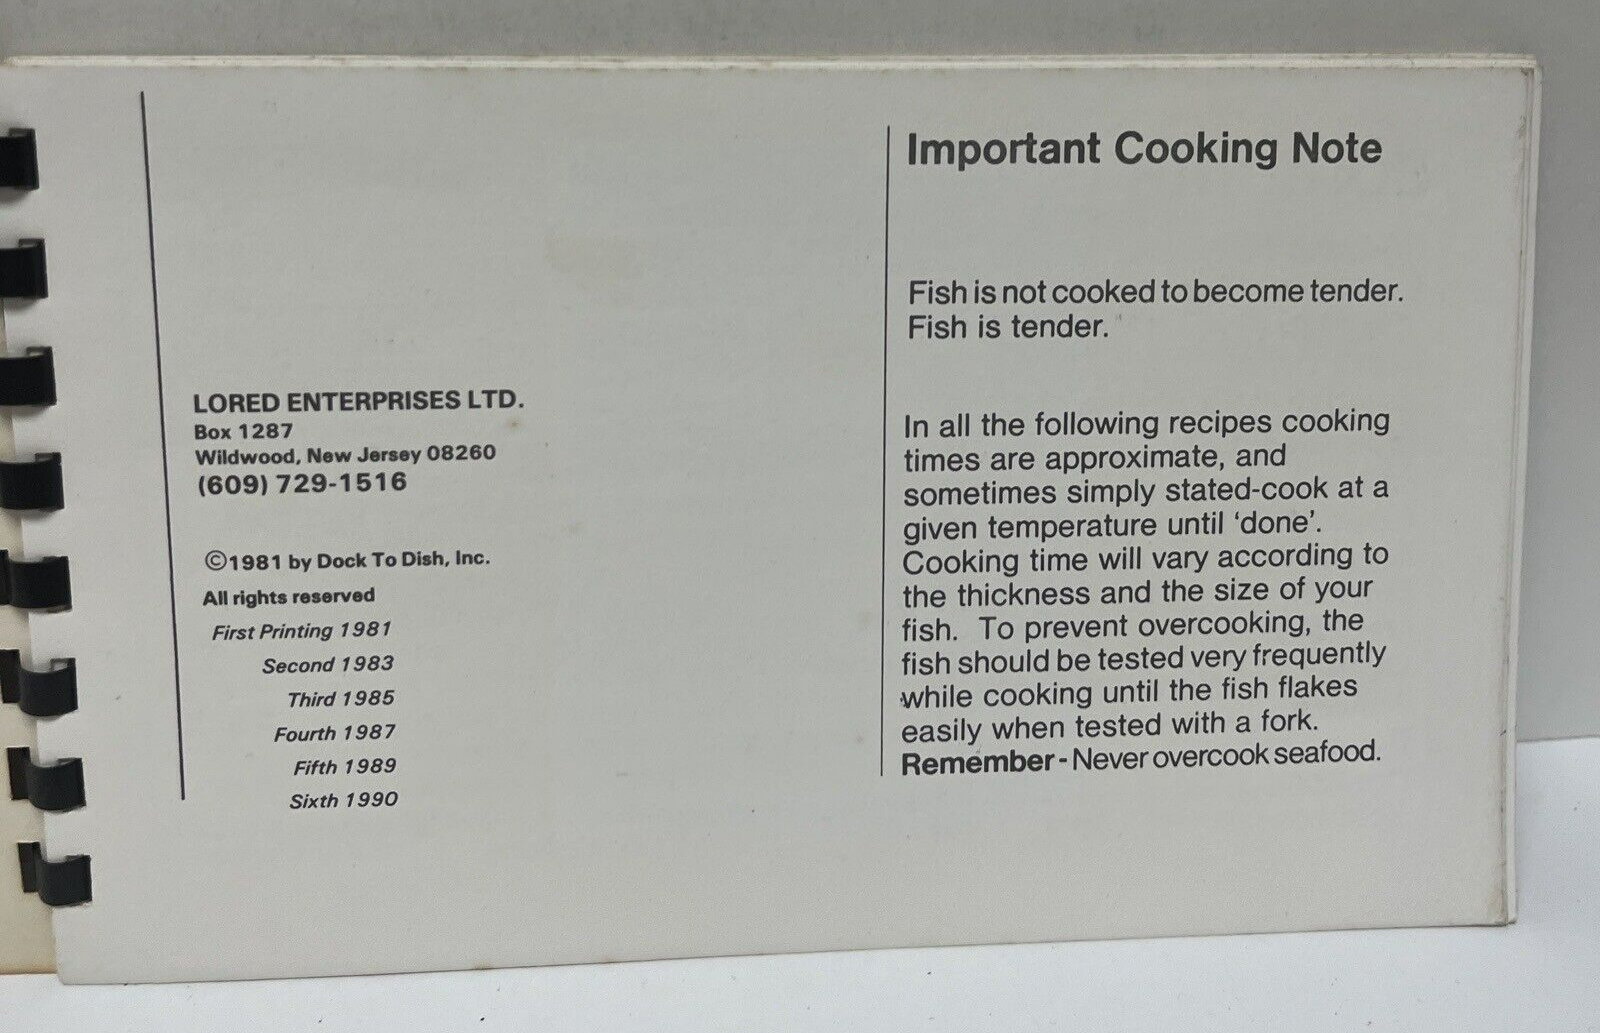 LORED ENTERPRISES LTD.
Box 1287
Wildwood, New Jersey 08260
(609) 729-1516
©1981 by Dock To Dish, Inc.
All rights reserved
First Printing 1981
Second 1983
Third 1985
Fourth 1987
Fifth 1989
Sixth 1990
Important Cooking Note
Fish is not cooked to become tender.
Fish is tender.
In all the following recipes cooking
times are approximate, and
sometimes simply stated-cook at a
given temperature until ‘done’.
Cooking time will vary according to
the thickness and the size of your
fish. To prevent overcooking, the
fish should be tested very frequently
while cooking until the fish flakes
easily when tested with a fork.
Remember - Never overcook seafood.